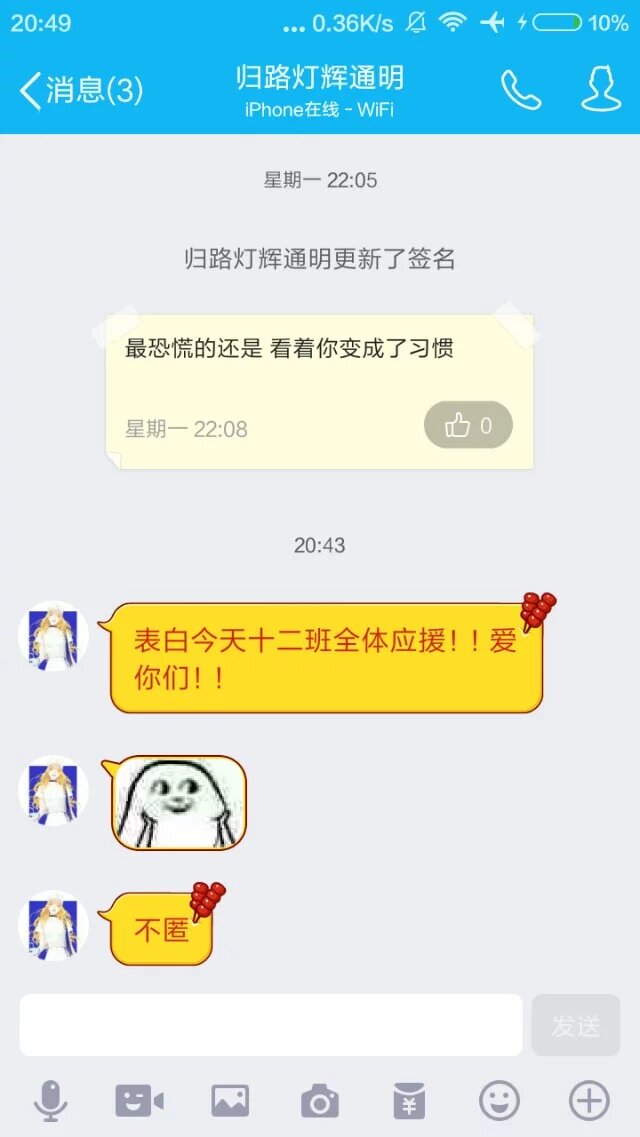 20:49
... 0.36K/s
10%
消息(3)
归路灯辉通明
iPhone在线 - WiFi
星期一 22:05
归路灯辉通明更新了签名
最恐慌的还是 看着你变成了习惯
星期一 22:08
0
20:43
表白今天十二班全体应援！！爱
你们！！
不匿
发送